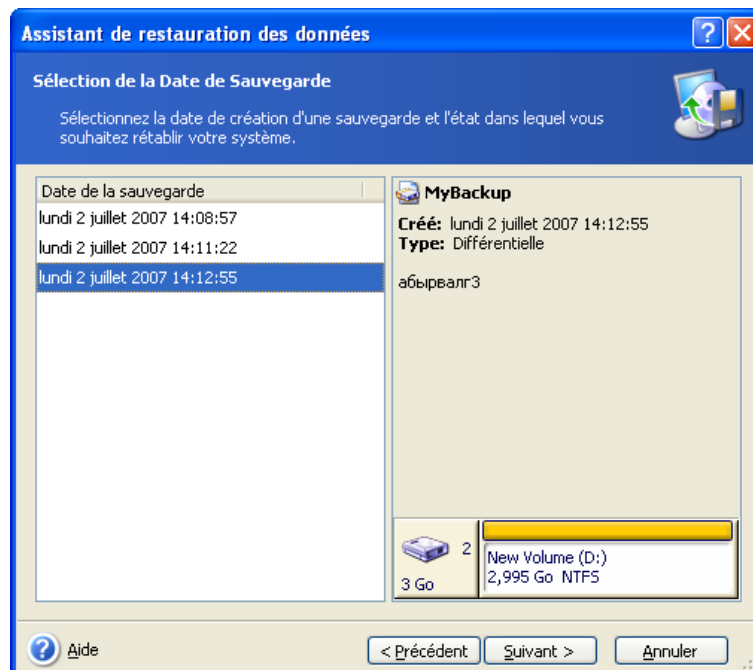 Assistant de restauration des données
Sélection de la Date de Sauvegarde
Sélectionnez la date de création d'une sauvegarde et l'état dans lequel vous
souhaitez rétablir votre système.
Date de la sauvegarde
lundi 2 juillet 2007 14:08:57
lundi 2 juillet 2007 14:11:22
lundi 2 juillet 2007 14:12:55
MyBackup
Créé: lundi 2 juillet 2007 14:12:55
Type: Différentielle
абырвалг3
2
3 Go
New Volume (D:)
2,995 Go NTFS
Aide
< Précédent
Suivant >
Annuler